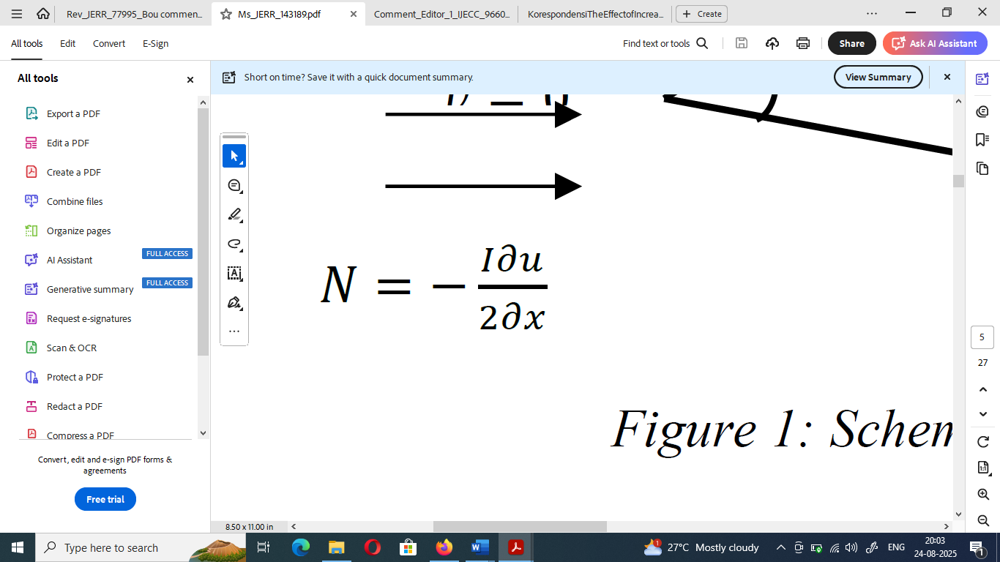 Rev_JERR_77995_Bou commen...
Ms_JERR_143189.pdf
Comment_Editor_1_IJECC_9660...
KorespondensiTheEffectofIncrea...
+ Create
All tools
Edit
Convert
E-Sign
Find text or tools
Share
Ask AI Assistant
All tools
Export a PDF
Edit a PDF
Create a PDF
Combine files
Organize pages
AI Assistant
FULL ACCESS
Generative summary
FULL ACCESS
Request e-signatures
Scan & OCR
Protect a PDF
Redact a PDF
Compress a PDF
Convert, edit and e-sign PDF forms &
agreements
Free trial
Short on time? Save it with a quick document summary.
View Summary
N = − I∂u / 2∂x
Figure 1: Schem
8.50 x 11.00 in
5
27
1:1
Type here to search
1
27°C Mostly cloudy
ENG
20:03
24-08-2025
1